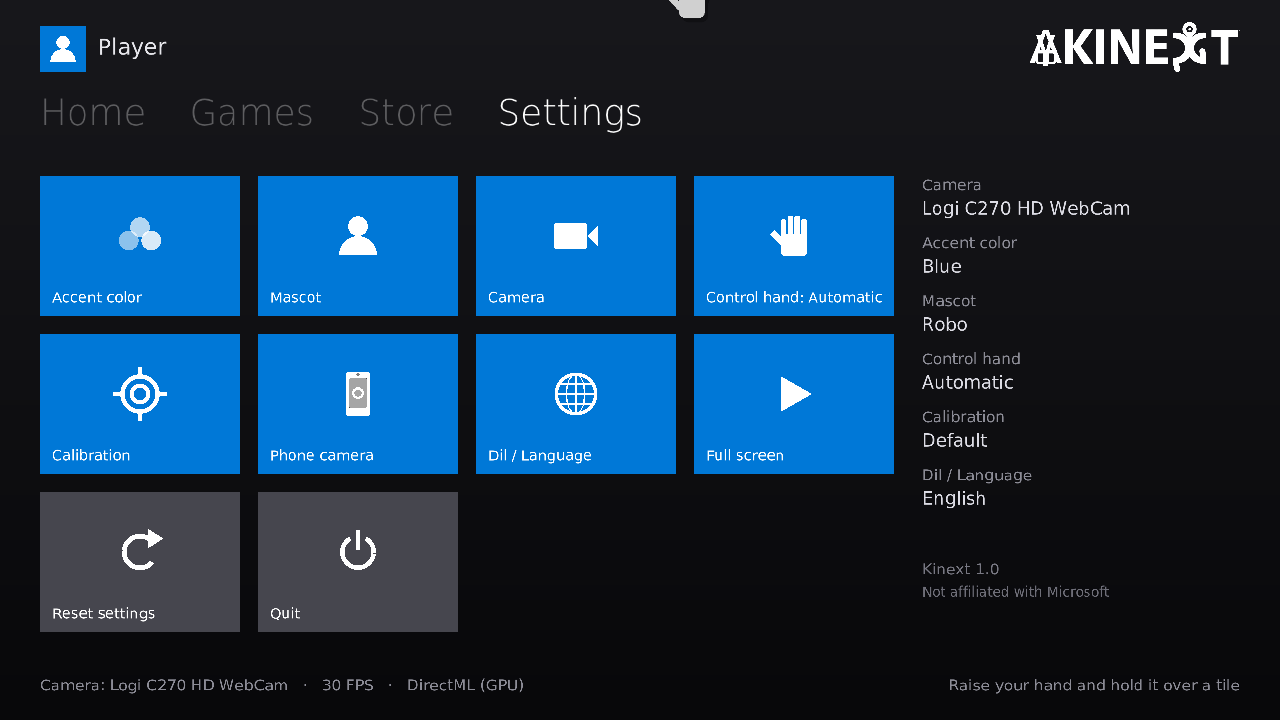 Player
KINEXT
Home Games Store Settings
Accent color
Mascot
Camera
Control hand: Automatic
Calibration
Phone camera
Dil / Language
Full screen
Reset settings
Quit
Camera
Logi C270 HD WebCam
Accent color
Blue
Mascot
Robo
Control hand
Automatic
Calibration
Default
Dil / Language
English
Kinext 1.0
Not affiliated with Microsoft
Camera: Logi C270 HD WebCam · 30 FPS · DirectML (GPU)
Raise your hand and hold it over a tile